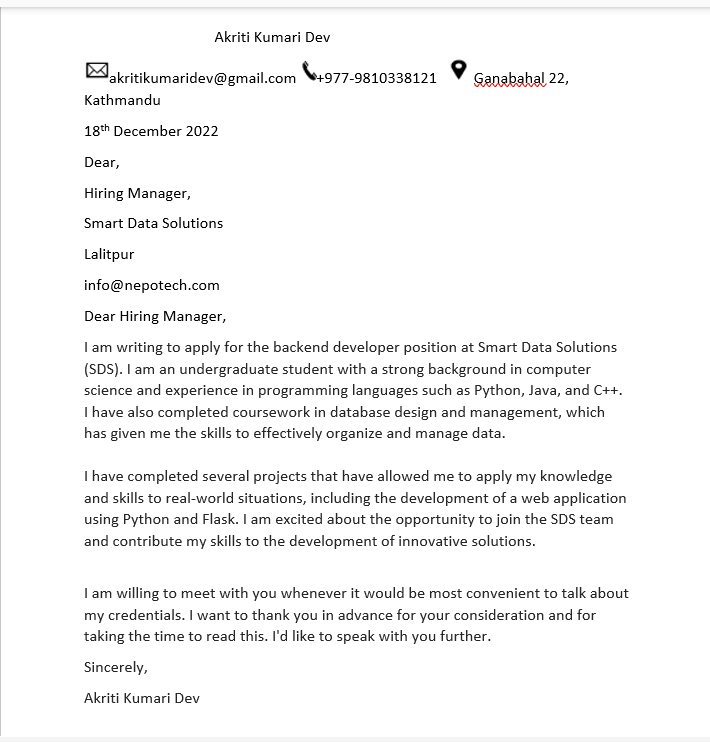 Akriti Kumari Dev
akritikumaridev@gmail.com +977-9810338121 Ganabahal 22,
Kathmandu
18th December 2022
Dear,
Hiring Manager,
Smart Data Solutions
Lalitpur
info@nepotech.com
Dear Hiring Manager,
I am writing to apply for the backend developer position at Smart Data Solutions
(SDS). I am an undergraduate student with a strong background in computer
science and experience in programming languages such as Python, Java, and C++.
I have also completed coursework in database design and management, which
has given me the skills to effectively organize and manage data.
I have completed several projects that have allowed me to apply my knowledge
and skills to real-world situations, including the development of a web application
using Python and Flask. I am excited about the opportunity to join the SDS team
and contribute my skills to the development of innovative solutions.
I am willing to meet with you whenever it would be most convenient to talk about
my credentials. I want to thank you in advance for your consideration and for
taking the time to read this. I'd like to speak with you further.
Sincerely,
Akriti Kumari Dev